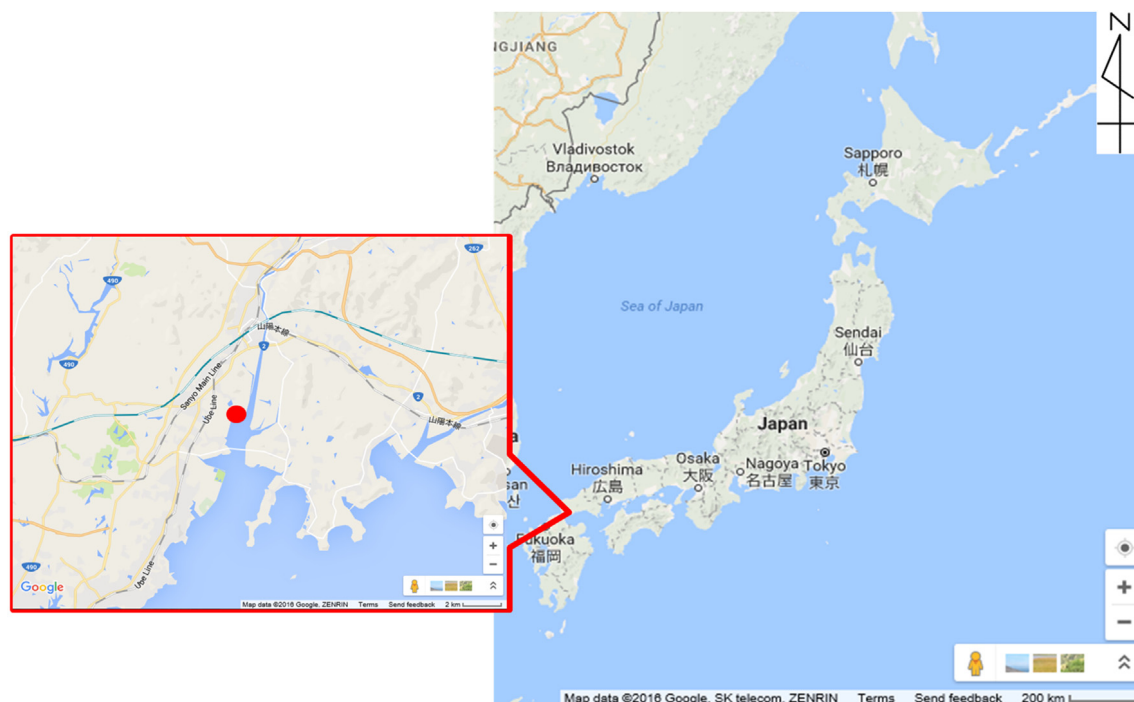 NGJIANG
N
Vladivostok
Владивосток
Sapporo
札幌
Sea of Japan
Sendai
仙台
Japan
Tokyo
東京
Nagoya
名古屋
Osaka
大阪
Hiroshima
広島
san
산
a
Fukuoka
福岡
262
490
490
山陽本線
2
Sanyo Main Line
Ube Line
2
山陽本線
490
Ube Line
Google
Map data ©2016 Google, ZENRIN Terms Send feedback 2 km
Map data ©2016 Google, SK telecom, ZENRIN Terms Send feedback 200 km